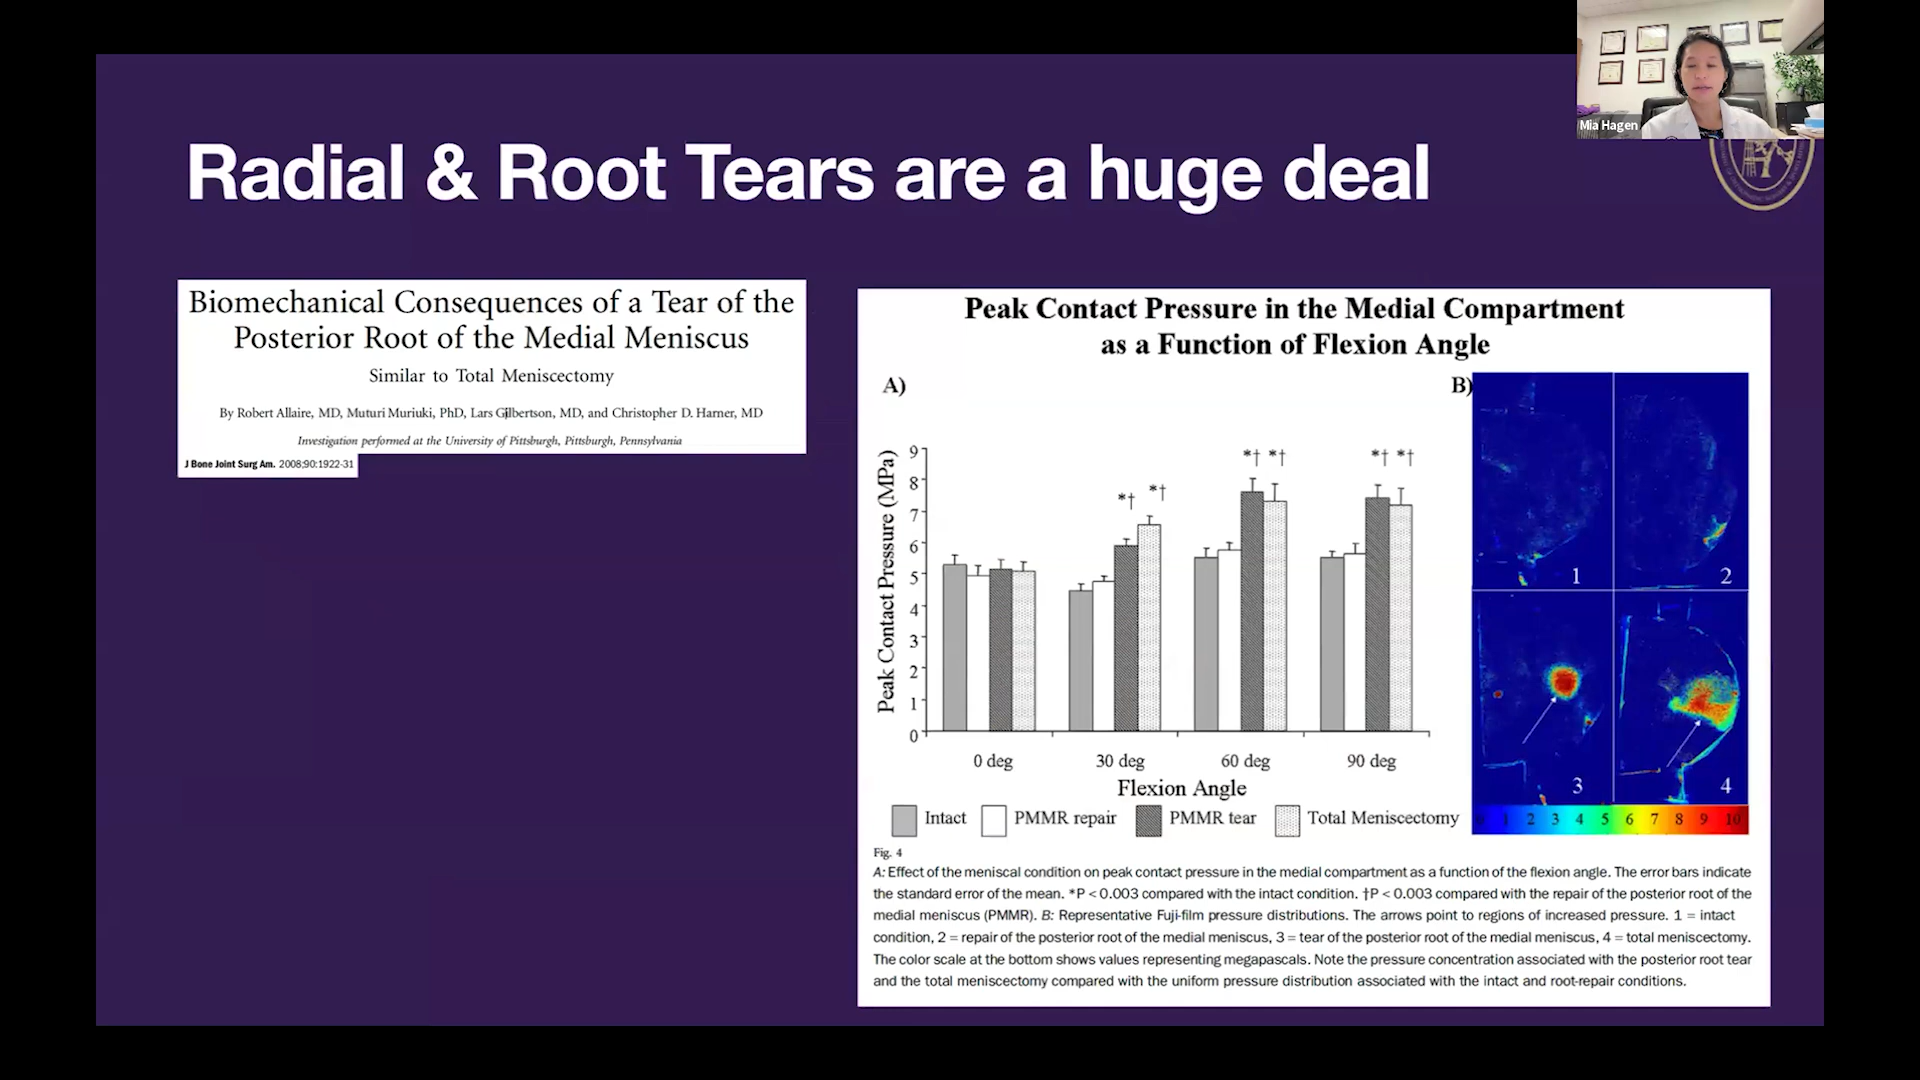 Mia Hagen
Radial & Root Tears are a huge deal
Biomechanical Consequences of a Tear of the
Posterior Root of the Medial Meniscus
Similar to Total Meniscectomy
By Robert Allaire, MD, Muturi Muriuki, PhD, Lars Gilbertson, MD, and Christopher D. Harner, MD
Investigation performed at the University of Pittsburgh, Pittsburgh, Pennsylvania
J Bone Joint Surg Am. 2008;90:1922-31
Peak Contact Pressure in the Medial Compartment
as a Function of Flexion Angle
A)
B)
Peak Contact Pressure (MPa)
9
8
7
6
5
4
3
2
1
0
*† *†
*† *†
*† *†
0 deg 30 deg 60 deg 90 deg
Flexion Angle
Intact PMMR repair PMMR tear Total Meniscectomy
1 2
3 4
1 2 3 4 5 6 7 8 9 10
Fig. 4
A: Effect of the meniscal condition on peak contact pressure in the medial compartment as a function of the flexion angle. The error bars indicate
the standard error of the mean. *P < 0.003 compared with the intact condition. †P < 0.003 compared with the repair of the posterior root of the
medial meniscus (PMMR). B: Representative Fuji-film pressure distributions. The arrows point to regions of increased pressure. 1 = intact
condition, 2 = repair of the posterior root of the medial meniscus, 3 = tear of the posterior root of the medial meniscus, 4 = total meniscectomy.
The color scale at the bottom shows values representing megapascals. Note the pressure concentration associated with the posterior root tear
and the total meniscectomy compared with the uniform pressure distribution associated with the intact and root-repair conditions.